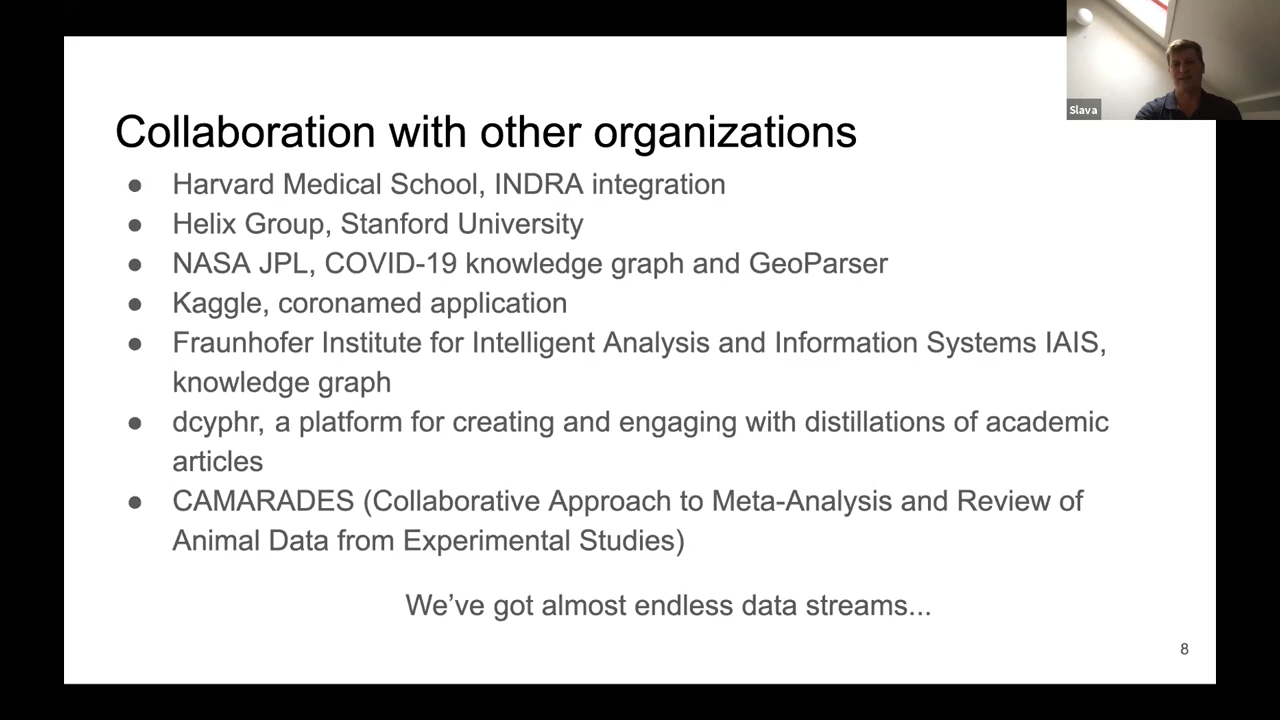 Slava
Collaboration with other organizations
● Harvard Medical School, INDRA integration
● Helix Group, Stanford University
● NASA JPL, COVID-19 knowledge graph and GeoParser
● Kaggle, coronamed application
● Fraunhofer Institute for Intelligent Analysis and Information Systems IAIS,
knowledge graph
● dcyphr, a platform for creating and engaging with distillations of academic
articles
● CAMARADES (Collaborative Approach to Meta-Analysis and Review of
Animal Data from Experimental Studies)
We’ve got almost endless data streams...
8